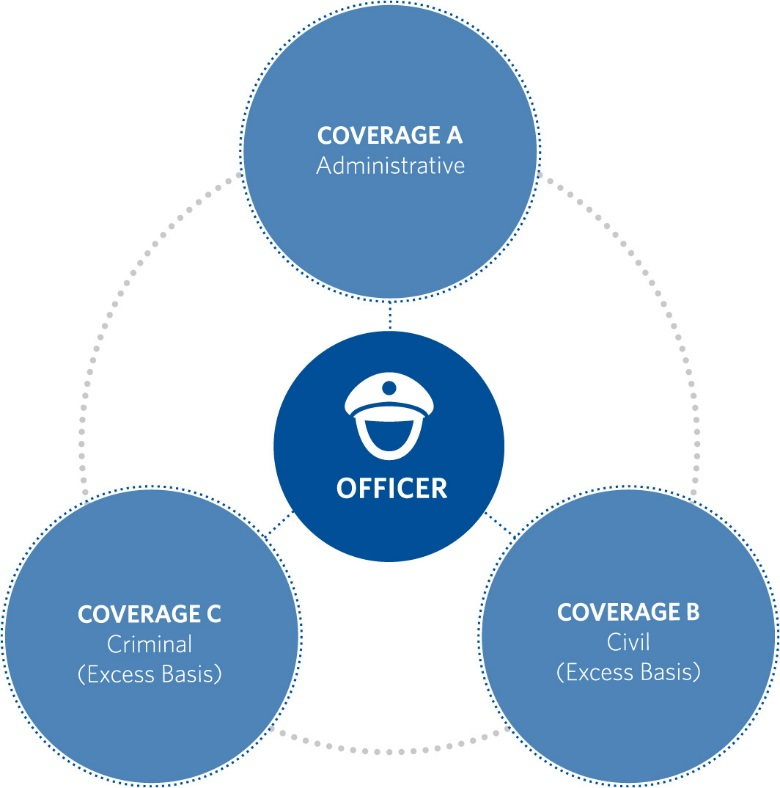 COVERAGE A
Administrative
OFFICER
COVERAGE C
Criminal
(Excess Basis)
COVERAGE B
Civil
(Excess Basis)